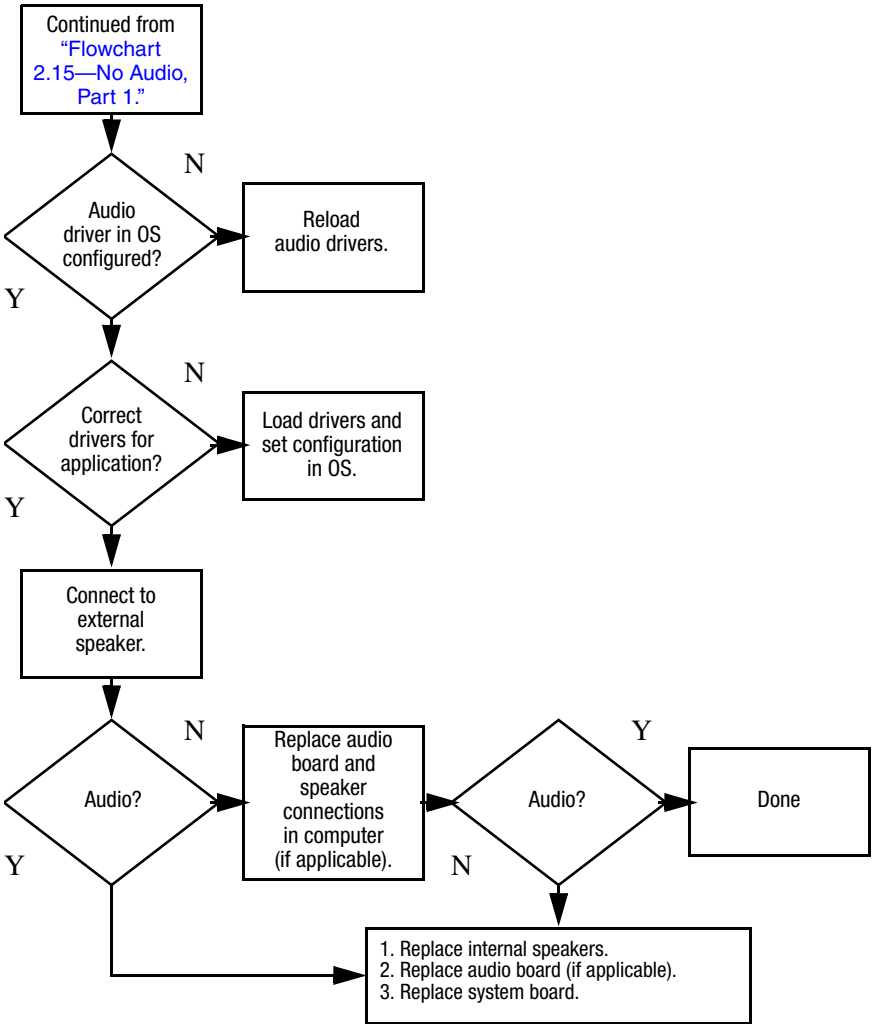 Continued from
“Flowchart
2.15—No Audio,
Part 1.”
N
Audio
driver in OS
configured?
Reload
audio drivers.
Y
N
Correct
drivers for
application?
Load drivers and
set configuration
in OS.
Y
Connect to
external
speaker.
N
Y
Audio?
Replace audio
board and
speaker
connections
in computer
(if applicable).
Audio?
Done
Y
N
1. Replace internal speakers.
2. Replace audio board (if applicable).
3. Replace system board.